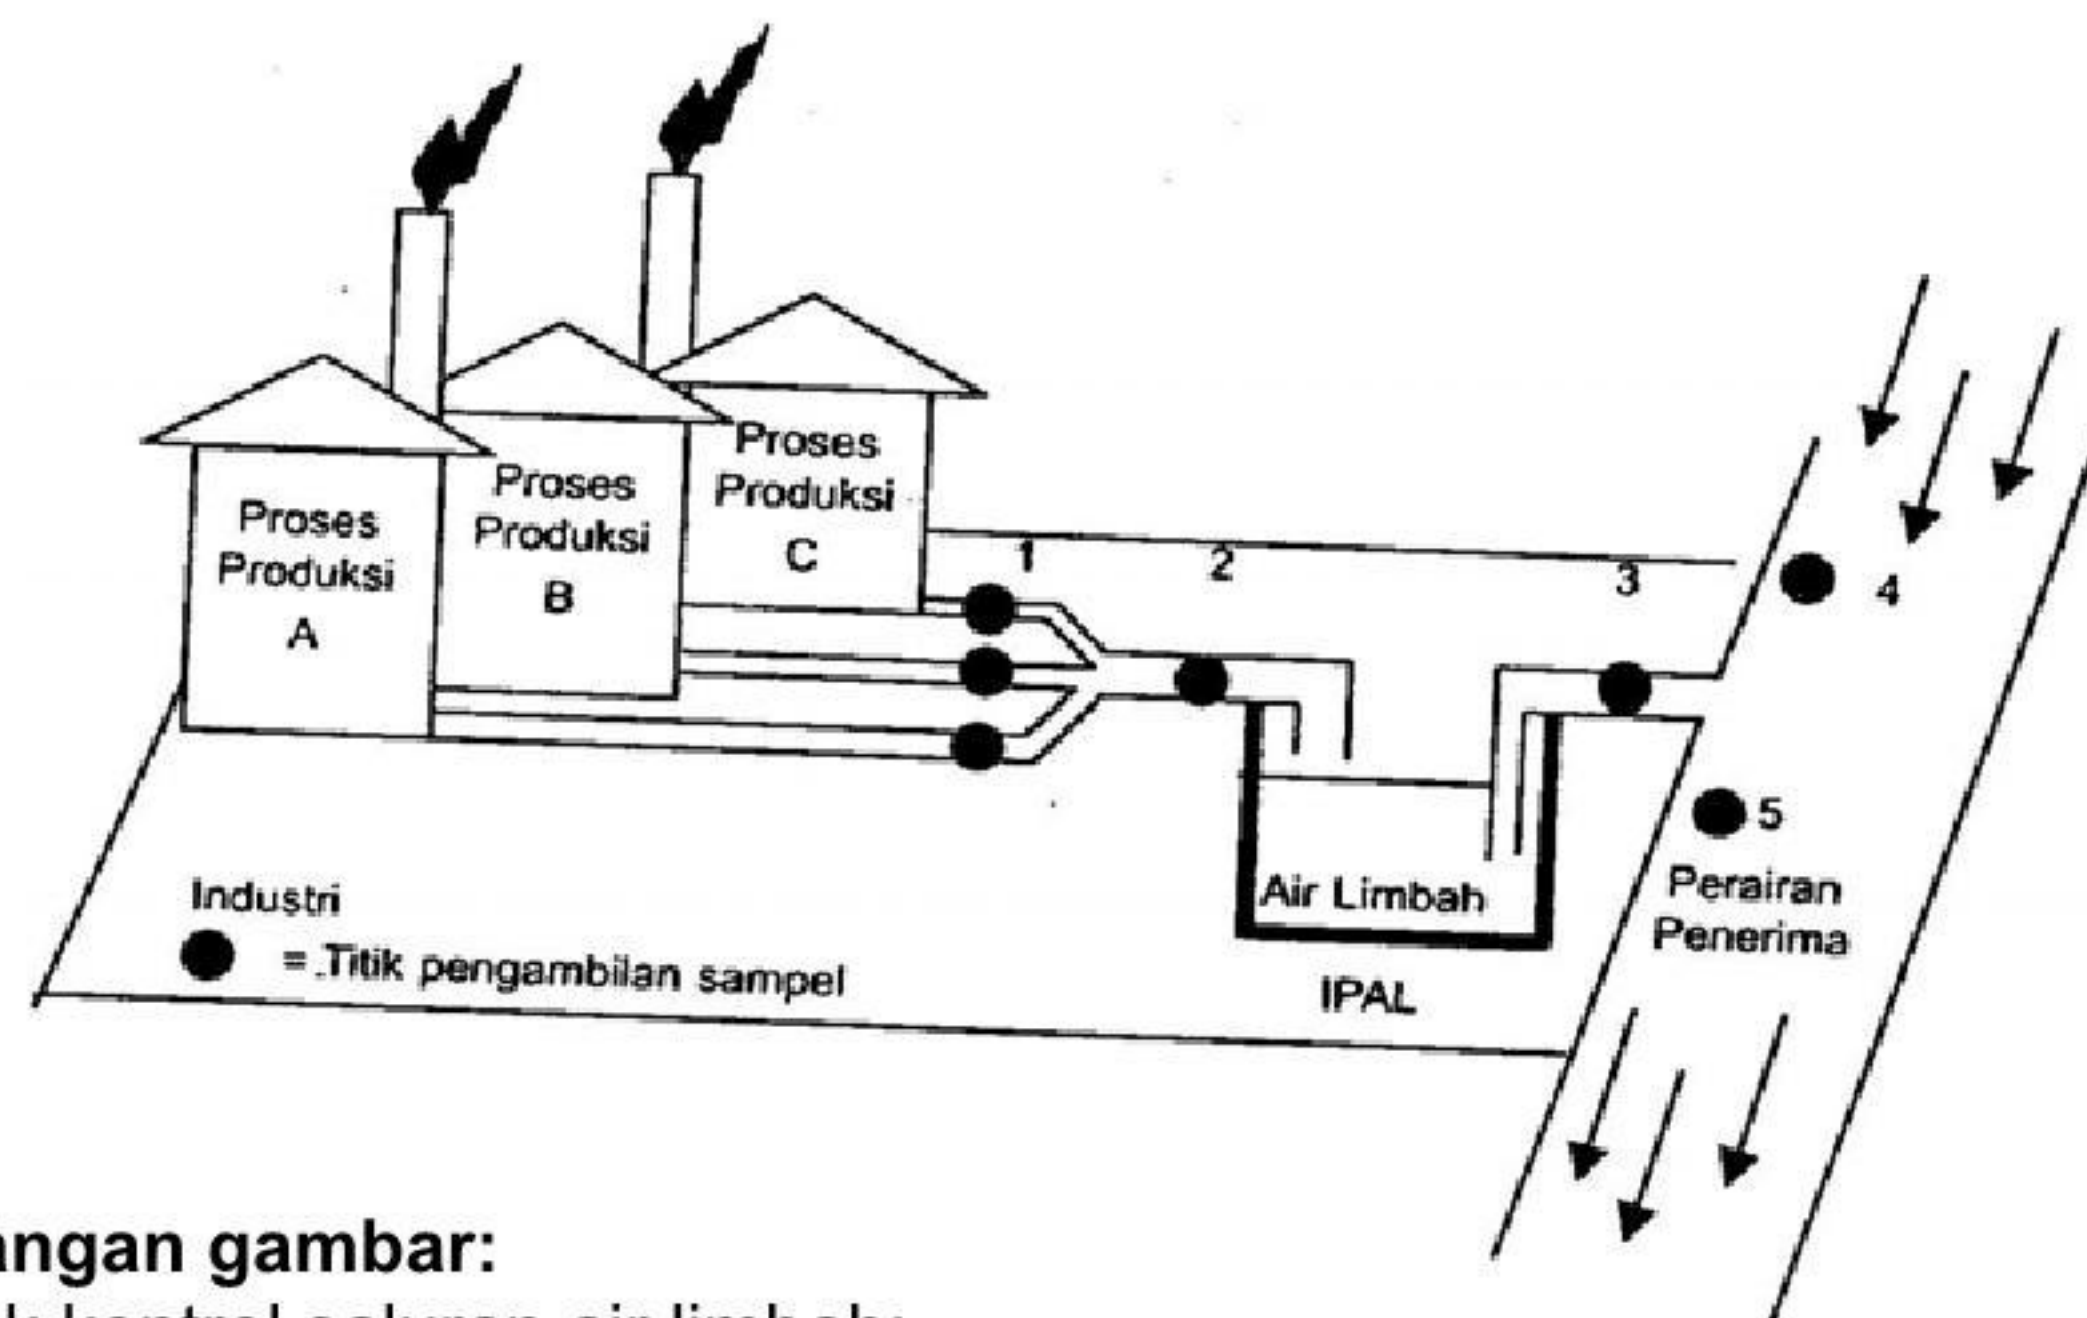 Proses
Produksi
A
Proses
Produksi
B
Proses
Produksi
C
1
2
3
4
5
Perairan
Penerima
Air Limbah
IPAL
Industri
= Titik pengambilan sampel
gambar: